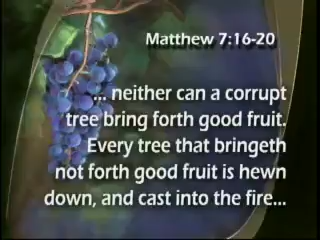 Matthew 7:16-20
... neither can a corrupt
tree bring forth good fruit.
Every tree that bringeth
not forth good fruit is hewn
down, and cast into the fire...